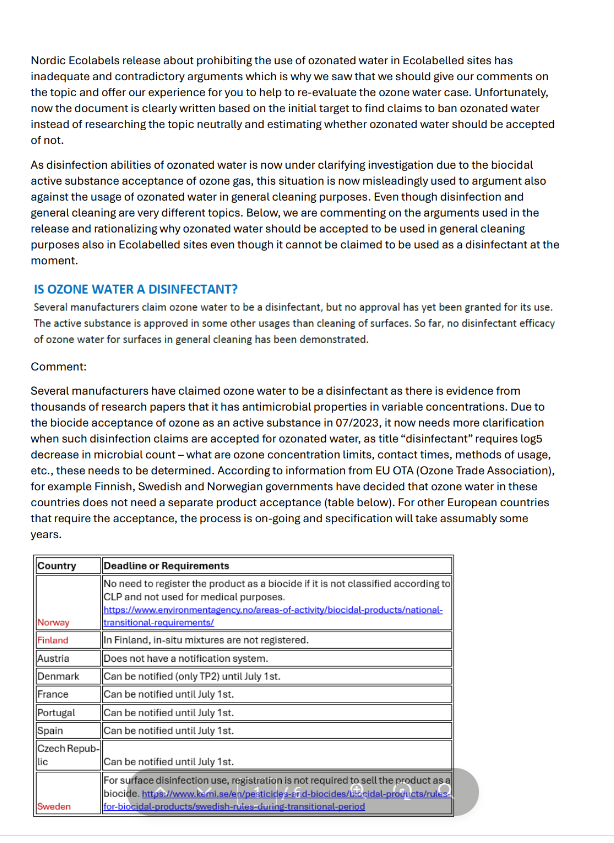 Nordic Ecolabels release about prohibiting the use of ozonated water in Ecolabelled sites has
inadequate and contradictory arguments which is why we saw that we should give our comments on
the topic and offer our experience for you to help to re-evaluate the ozone water case. Unfortunately,
now the document is clearly written based on the initial target to find claims to ban ozonated water
instead of researching the topic neutrally and estimating whether ozonated water should be accepted
of not.
As disinfection abilities of ozonated water is now under clarifying investigation due to the biocidal
active substance acceptance of ozone gas, this situation is now misleadingly used to argument also
against the usage of ozonated water in general cleaning purposes. Even though disinfection and
general cleaning are very different topics. Below, we are commenting on the arguments used in the
release and rationalizing why ozonated water should be accepted to be used in general cleaning
purposes also in Ecolabelled sites even though it cannot be claimed to be used as a disinfectant at the
moment.
IS OZONE WATER A DISINFECTANT?
Several manufacturers claim ozone water to be a disinfectant, but no approval has yet been granted for its use.
The active substance is approved in some other usages than cleaning of surfaces. So far, no disinfectant efficacy
of ozone water for surfaces in general cleaning has been demonstrated.
Comment:
Several manufacturers have claimed ozone water to be a disinfectant as there is evidence from
thousands of research papers that it has antimicrobial properties in variable concentrations. Due to
the biocide acceptance of ozone as an active substance in 07/2023, it now needs more clarification
when such disinfection claims are accepted for ozonated water, as title “disinfectant” requires log5
decrease in microbial count – what are ozone concentration limits, contact times, methods of usage,
etc., these needs to be determined. According to information from EU OTA (Ozone Trade Association),
for example Finnish, Swedish and Norwegian governments have decided that ozone water in these
countries does not need a separate product acceptance (table below). For other European countries
that require the acceptance, the process is on-going and specification will take assumably some
years.
Country Deadline or Requirements
No need to register the product as a biocide if it is not classified according to
CLP and not used for medical purposes.
https://www.environmentagency.no/areas-of-activity/biocidal-products/national-
Norway transitional-requirements/
Finland In Finland, in-situ mixtures are not registered.
Austria Does not have a notification system.
Denmark Can be notified (only TP2) until July 1st.
France Can be notified until July 1st.
Portugal Can be notified until July 1st.
Spain Can be notified until July 1st.
Czech Repub-
lic Can be notified until July 1st.
For surface disinfection use, registration is not required to sell the product as a
biocide. https://www.kemi.se/en/pesticides-and-biocides/biocidal-products/rules-
Sweden for-biocidal-products/swedish-rules-during-transitional-period